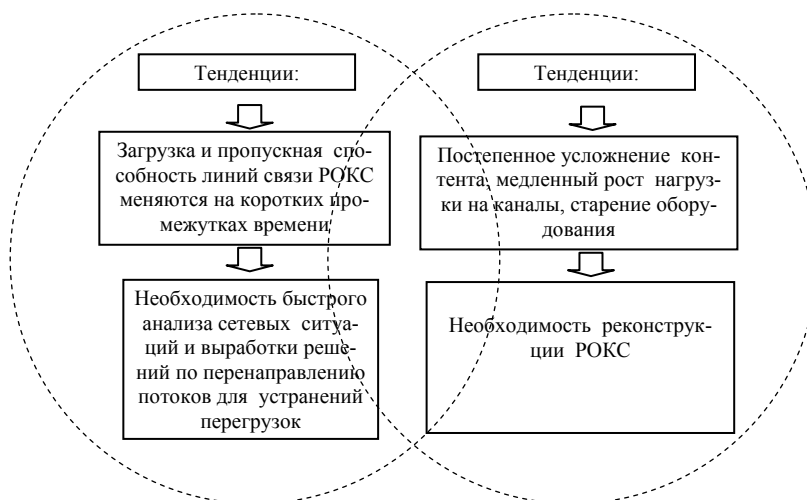 Тенденции:
Загрузка и пропускная спо-
собность линий связи РОКС
меняются на коротких про-
межутках времени
Необходимость быстрого
анализа сетевых ситуа-
ций и выработки реше-
ний по перенаправлению
потоков для устранений
перегрузок
Тенденции:
Постепенное усложнение кон-
тента, медленный рост нагруз-
ки на каналы, старение обору-
дования
Необходимость реконструк-
ции РОКС